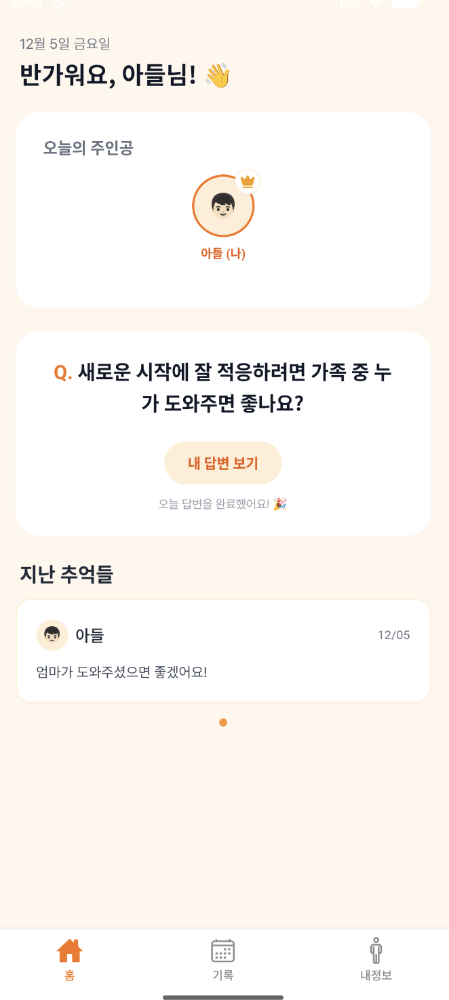 12월 5일 금요일
반가워요, 아들님! 👋
오늘의 주인공
아들 (나)
Q. 새로운 시작에 잘 적응하려면 가족 중 누
가 도와주면 좋나요?
내 답변 보기
오늘 답변을 완료했어요! 🎉
지난 추억들
아들
12/05
엄마가 도와주셨으면 좋겠어요!
홈
기록
내정보